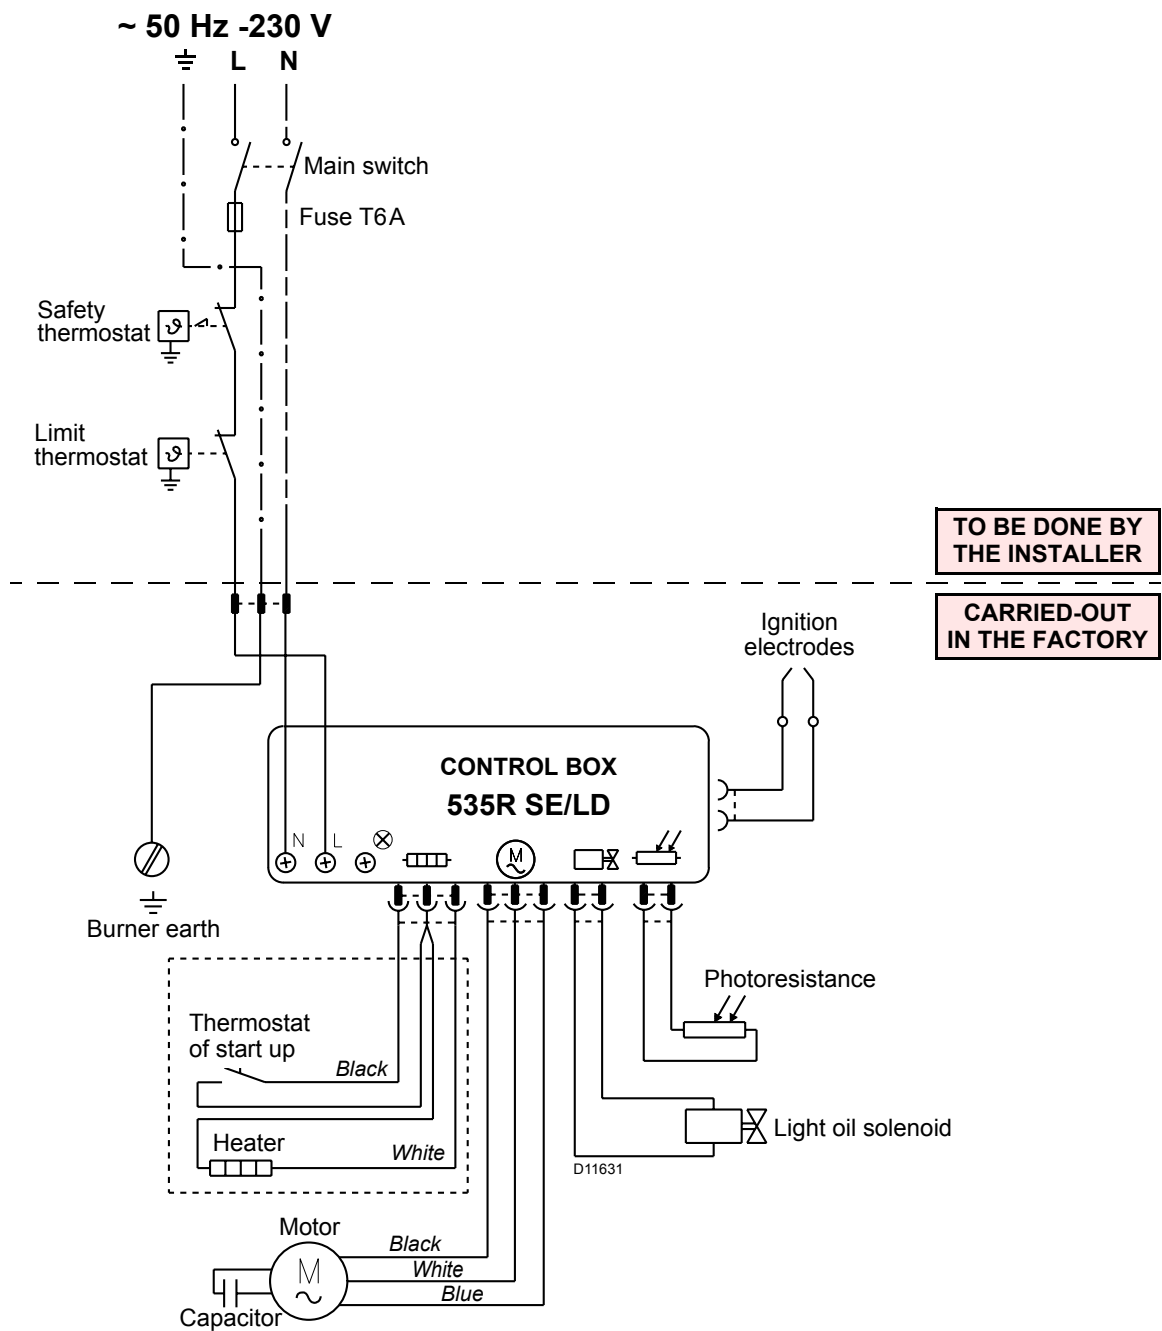 ~ 50 Hz -230 V
L N
Main switch
Fuse T6A
Safety
thermostat
Limit
thermostat
TO BE DONE BY
THE INSTALLER
CARRIED-OUT
IN THE FACTORY
Ignition
electrodes
CONTROL BOX
535R SE/LD
N L
M
Burner earth
Photoresistance
Thermostat
of start up
Black
Heater
White
Light oil solenoid
D11631
Motor
M
Black
White
Blue
Capacitor